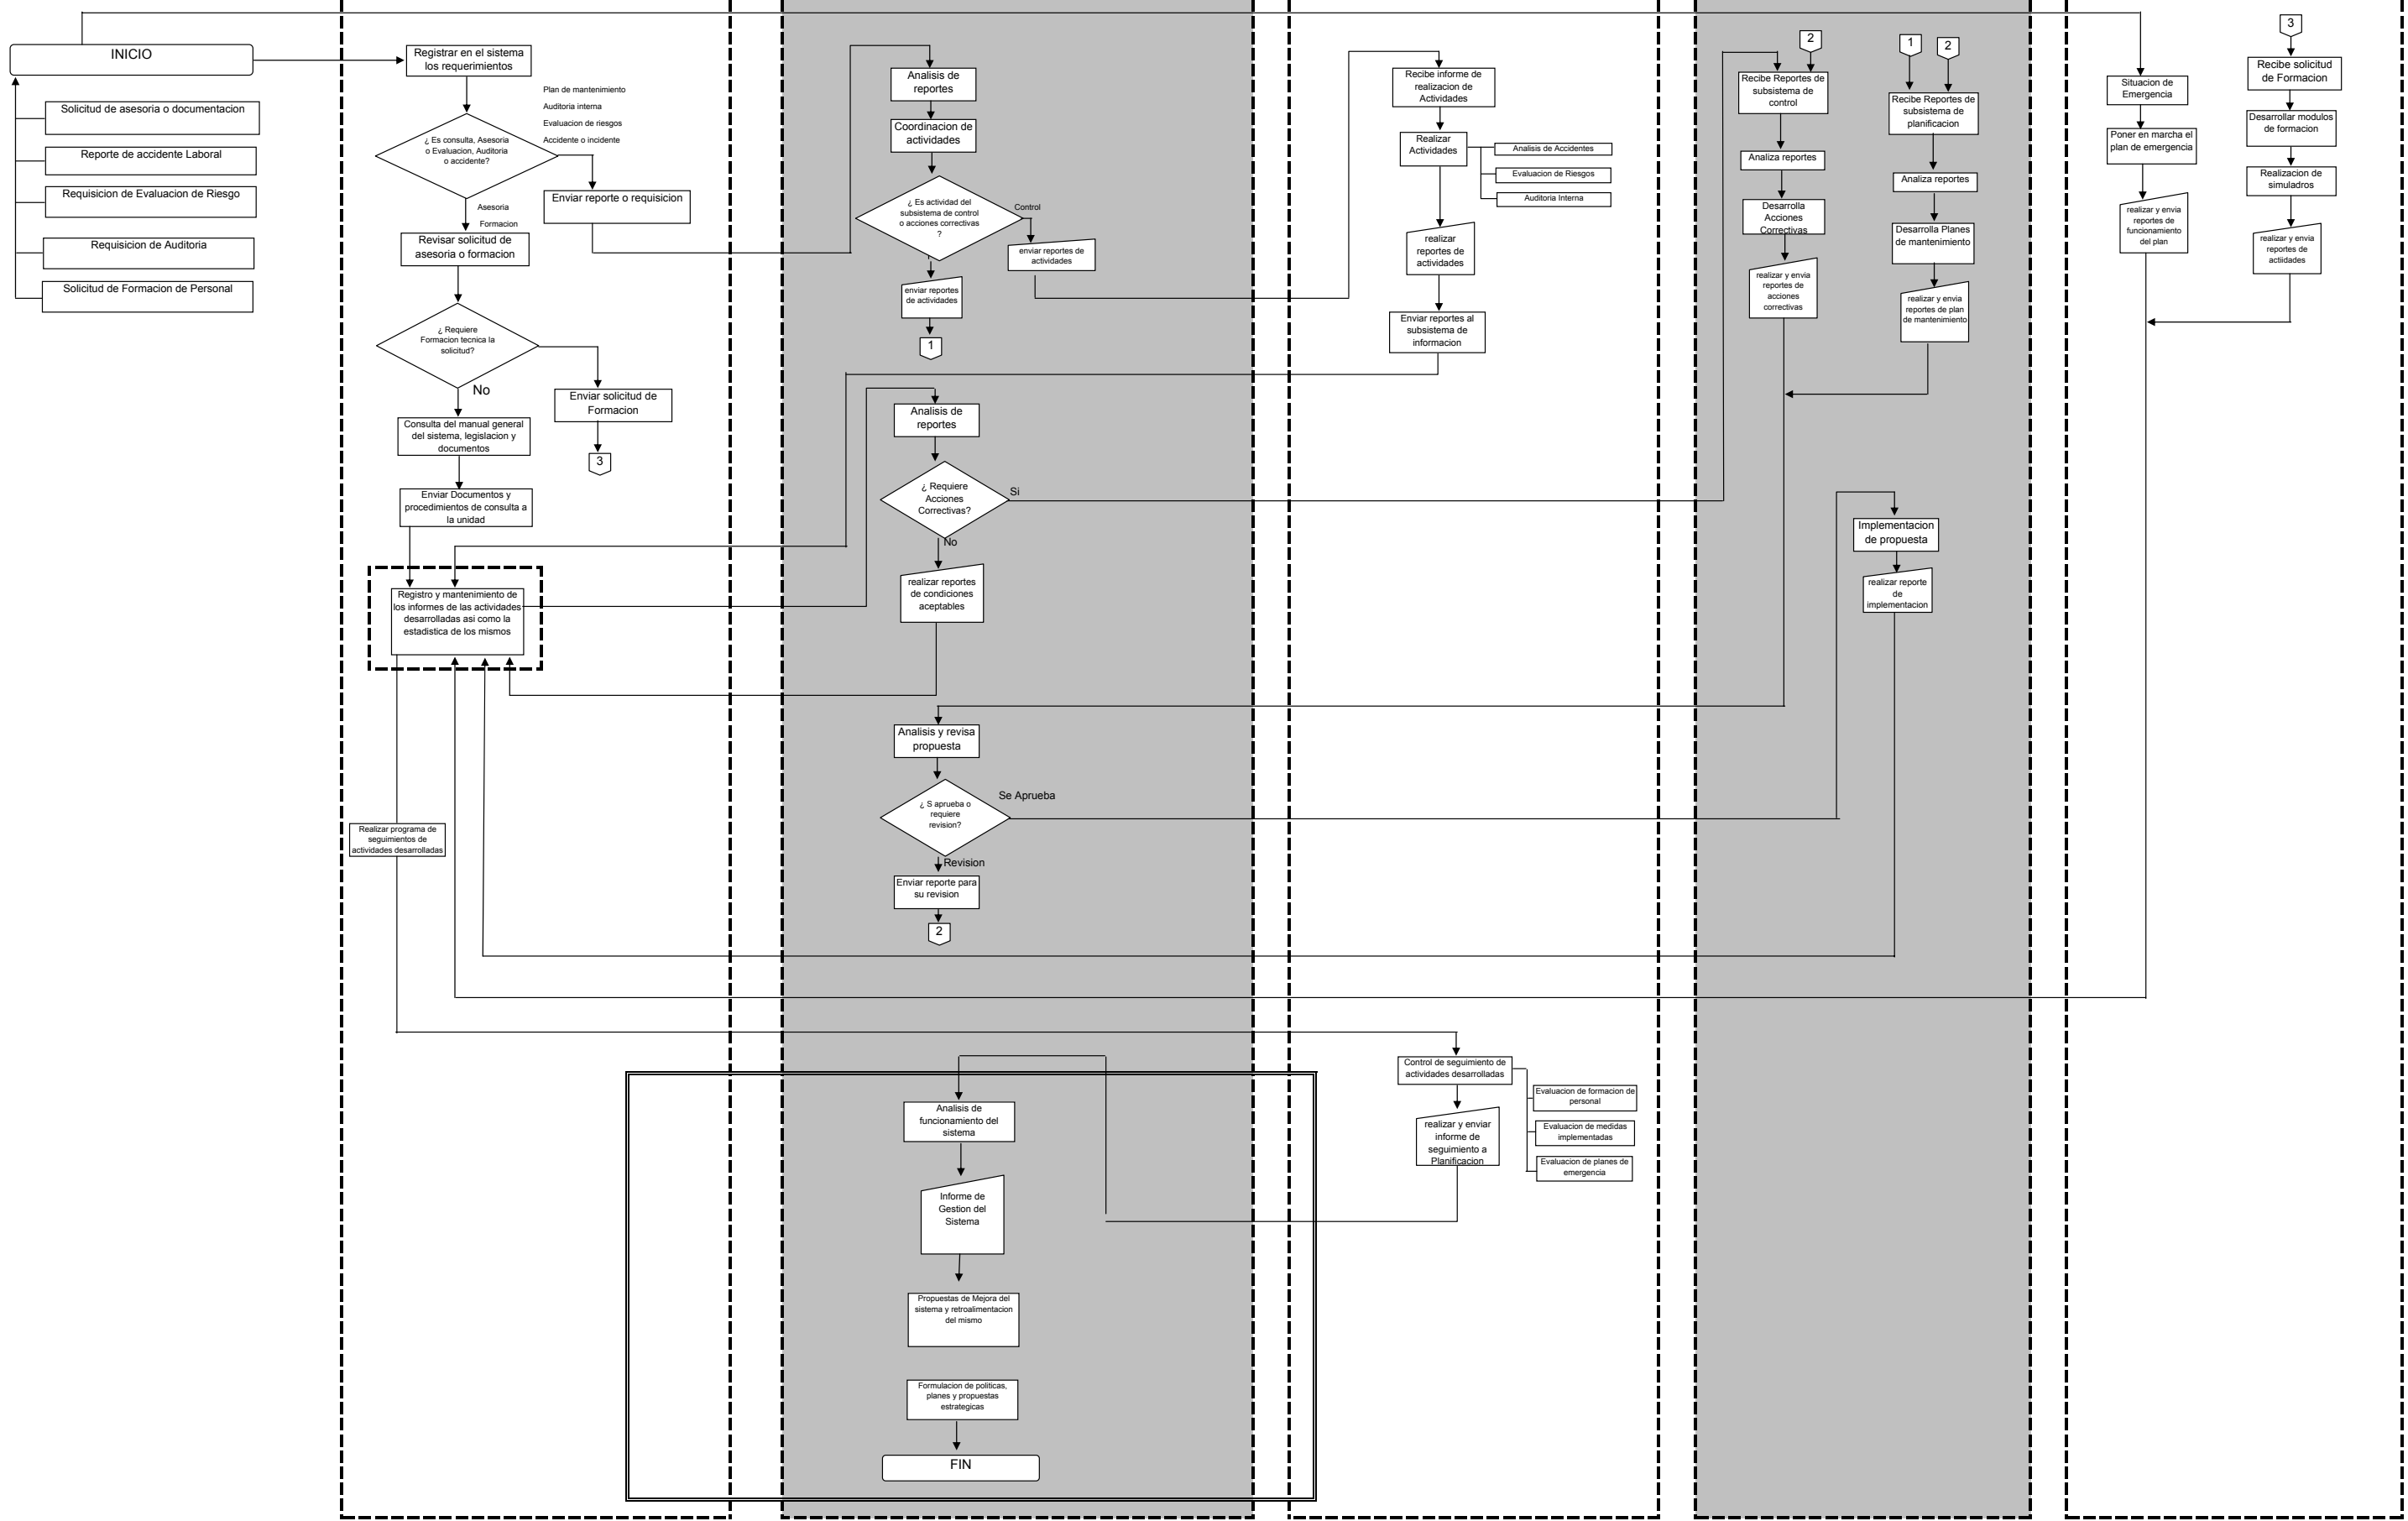 INICIO
Solicitud de asesoria o documentacion
Reporte de accidente Laboral
Requisicion de Evaluacion de Riesgo
Requisicion de Auditoria
Solicitud de Formacion de Personal
Registrar en el sistema
los requerimientos
Plan de mantenimiento
Auditoria interna
Evaluacion de riesgos
Accidente o incidente
¿ Es consulta, Asesoria
o Evaluacion, Auditoria
o accidente?
Enviar reporte o requisicion
Asesoria
Formacion
Revisar solicitud de
asesoria o formacion
¿ Requiere
Formacion tecnica la
solicitud?
No
Enviar solicitud de
Formacion
3
Consulta del manual general
del sistema, legislacion y
documentos
Enviar Documentos y
procedimientos de consulta a
la unidad
Registro y mantenimiento de
los informes de las actividades
desarrolladas asi como la
estadistica de los mismos
Realizar programa de
seguimientos de
actividades desarrolladas
Analisis de
reportes
Coordinacion de
actividades
¿ Es actividad del
subsistema de control
o acciones correctivas
?
Control
enviar reportes de
actividades
enviar reportes
de actividades
1
Analisis de
reportes
¿ Requiere
Acciones
Correctivas?
Si
No
realizar reportes
de condiciones
aceptables
Analisis y revisa
propuesta
¿ S aprueba o
requiere
revision?
Se Aprueba
Revision
Enviar reporte para
su revision
2
Analisis de
funcionamiento del
sistema
Informe de
Gestion del
Sistema
Propuestas de Mejora del
sistema y retroalimentacion
del mismo
Formulacion de politicas,
planes y propuestas
estrategicas
FIN
Recibe informe de
realizacion de
Actividades
Realizar
Actividades
Analisis de Accidentes
Evaluacion de Riesgos
Auditoria Interna
realizar
reportes de
actividades
Enviar reportes al
subsistema de
informacion
Control de seguimiento de
actividades desarrolladas
Evaluacion de formacion de
personal
Evaluacion de medidas
implementadas
Evaluacion de planes de
emergencia
realizar y enviar
informe de
seguimiento a
Planificacion
2
Recibe Reportes de
subsistema de
control
Analiza reportes
Desarrolla
Acciones
Correctivas
realizar y envia
reportes de
acciones
correctivas
1
2
Recibe Reportes de
subsistema de
planificacion
Analiza reportes
Desarrolla Planes
de mantenimiento
realizar y envia
reportes de plan
de mantenimiento
Implementacion
de propuesta
realizar reporte
de
implementacion
Situacion de
Emergencia
Poner en marcha el
plan de emergencia
realizar y envia
reportes de
funcionamiento
del plan
3
Recibe solicitud
de Formacion
Desarrollar modulos
de formacion
Realizacion de
simuladros
realizar y envia
reportes de
actiidades